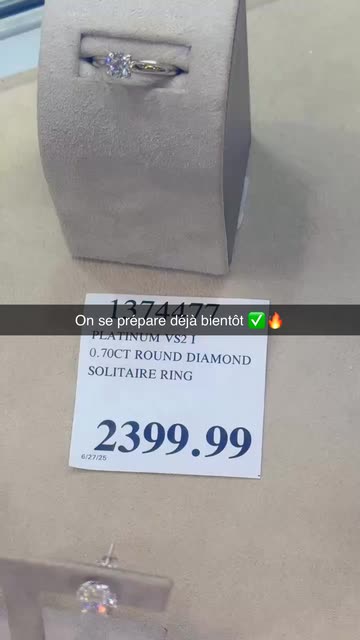 1374477
On se prépare déjà bientôt ✅🔥
PLATINUM VS2 I
0.70CT ROUND DIAMOND
SOLITAIRE RING
2399.99
6/27/25